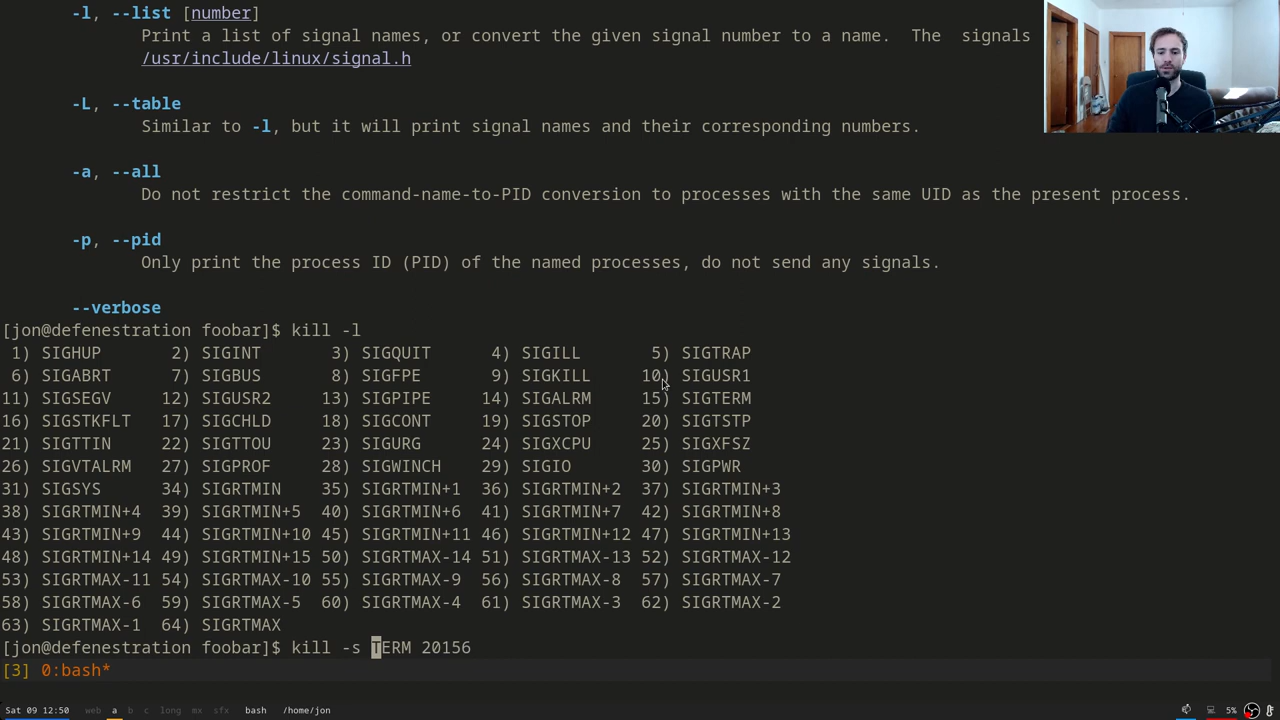 -l, --list [number]
Print a list of signal names, or convert the given signal number to a name.  The  signals
/usr/include/linux/signal.h
-L, --table
Similar to -l, but it will print signal names and their corresponding numbers.
-a, --all
Do not restrict the command-name-to-PID conversion to processes with the same UID as the present process.
-p, --pid
Only print the process ID (PID) of the named processes, do not send any signals.
--verbose
[jon@defenestration foobar]$ kill -l
1) SIGHUP 2) SIGINT 3) SIGQUIT 4) SIGILL 5) SIGTRAP
6) SIGABRT 7) SIGBUS 8) SIGFPE 9) SIGKILL 10) SIGUSR1
11) SIGSEGV 12) SIGUSR2 13) SIGPIPE 14) SIGALRM 15) SIGTERM
16) SIGSTKFLT 17) SIGCHLD 18) SIGCONT 19) SIGSTOP 20) SIGTSTP
21) SIGTTIN 22) SIGTTOU 23) SIGURG 24) SIGXCPU 25) SIGXFSZ
26) SIGVTALRM 27) SIGPROF 28) SIGWINCH 29) SIGIO 30) SIGPWR
31) SIGSYS 34) SIGRTMIN 35) SIGRTMIN+1 36) SIGRTMIN+2 37) SIGRTMIN+3
38) SIGRTMIN+4 39) SIGRTMIN+5 40) SIGRTMIN+6 41) SIGRTMIN+7 42) SIGRTMIN+8
43) SIGRTMIN+9 44) SIGRTMIN+10 45) SIGRTMIN+11 46) SIGRTMIN+12 47) SIGRTMIN+13
48) SIGRTMIN+14 49) SIGRTMIN+15 50) SIGRTMAX-14 51) SIGRTMAX-13 52) SIGRTMAX-12
53) SIGRTMAX-11 54) SIGRTMAX-10 55) SIGRTMAX-9 56) SIGRTMAX-8 57) SIGRTMAX-7
58) SIGRTMAX-6 59) SIGRTMAX-5 60) SIGRTMAX-4 61) SIGRTMAX-3 62) SIGRTMAX-2
63) SIGRTMAX-1 64) SIGRTMAX
[jon@defenestration foobar]$ kill -s TERM 20156
[3] 0:bash*
Sat 09 12:50 web a b c long mx sfx bash /home/jon 5%